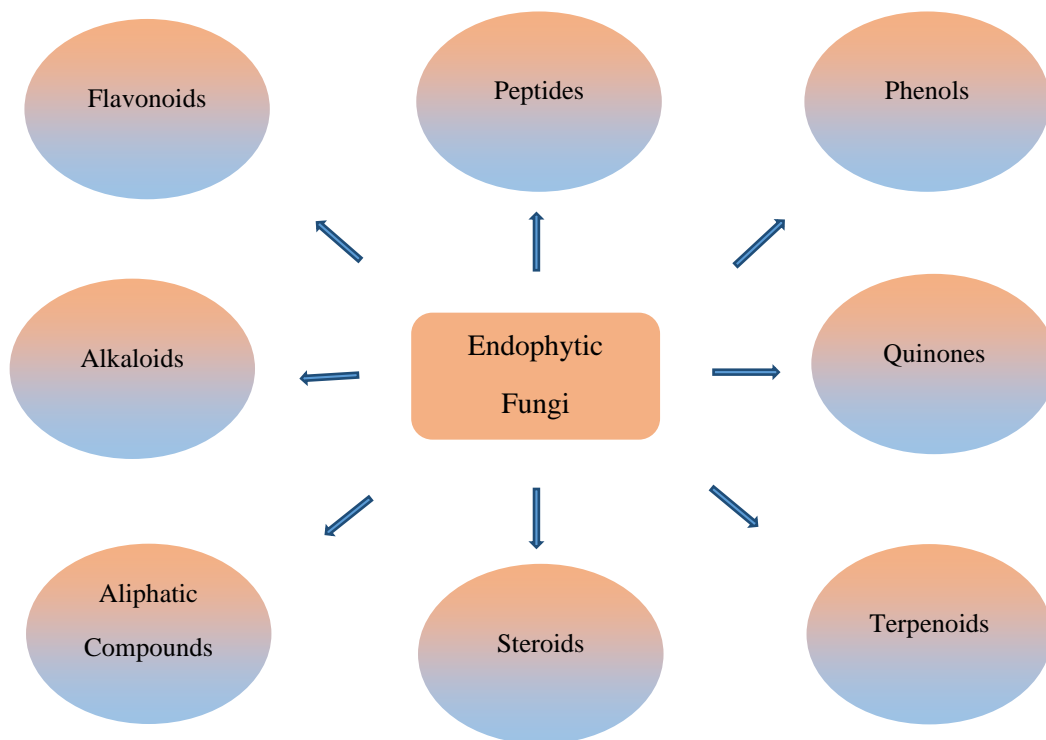 Flavonoids
Peptides
Phenols
Alkaloids
Endophytic
Fungi
Quinones
Aliphatic
Compounds
Steroids
Terpenoids